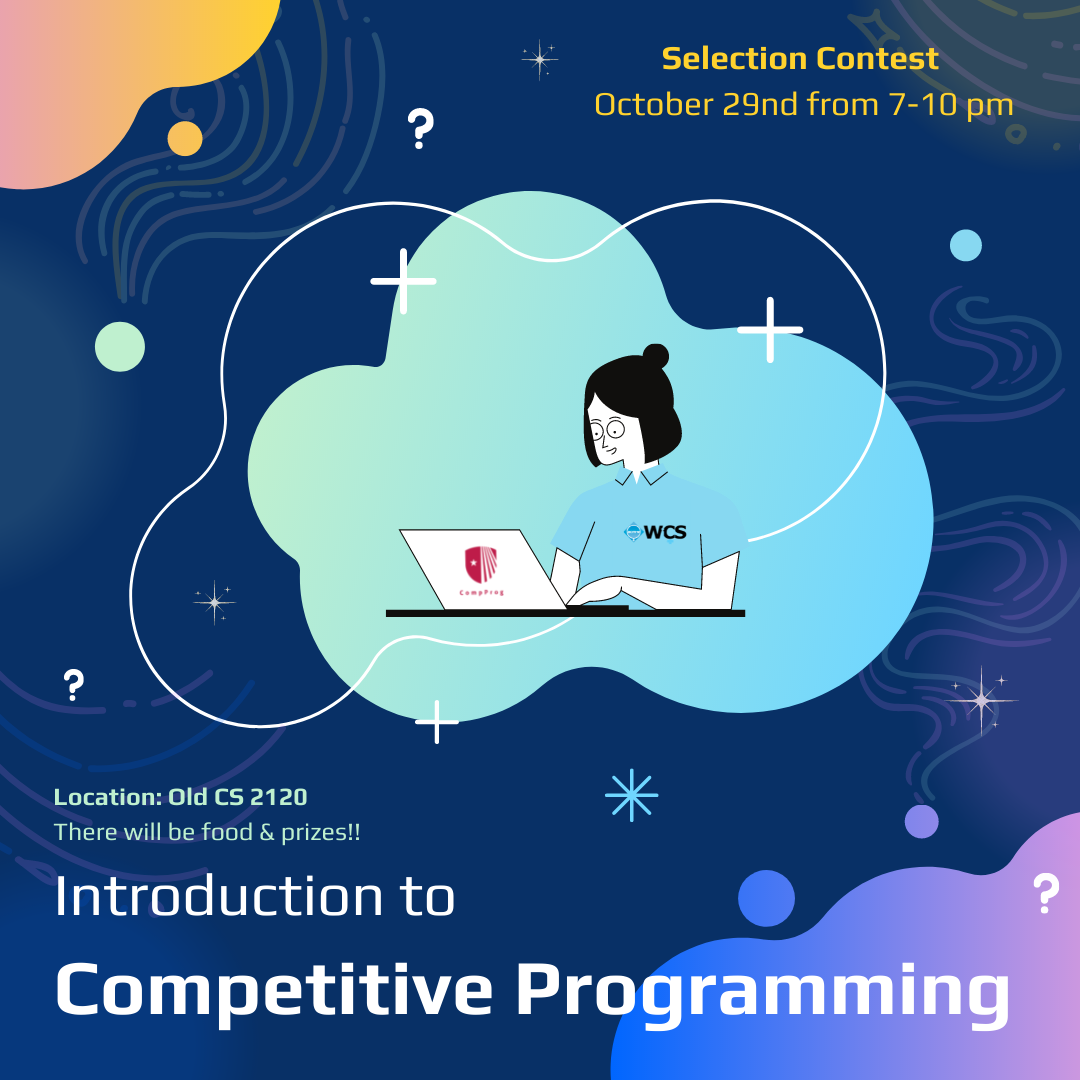 Selection Contest
October 29nd from 7-10 pm
WCS
CompProg
Location: Old CS 2120
There will be food & prizes!!
Introduction to
Competitive Programming